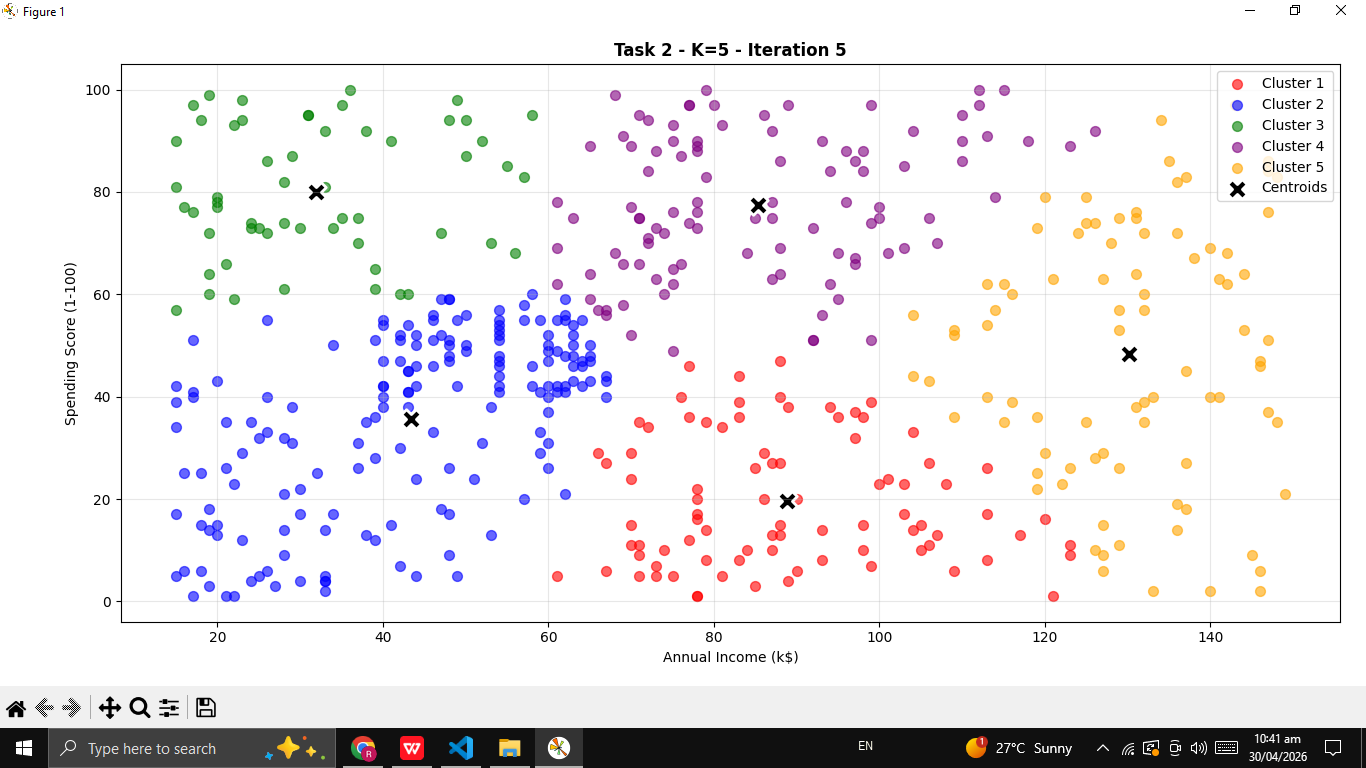 Figure 1
Task 2 - K=5 - Iteration 5
Cluster 1
Cluster 2
Cluster 3
Cluster 4
Cluster 5
Centroids
Spending Score (1-100)
100
80
60
40
20
0
20 40 60 80 100 120 140
Annual Income (k$)
Type here to search
R
W
EN
1
27°C Sunny
10:41 am
30/04/2026